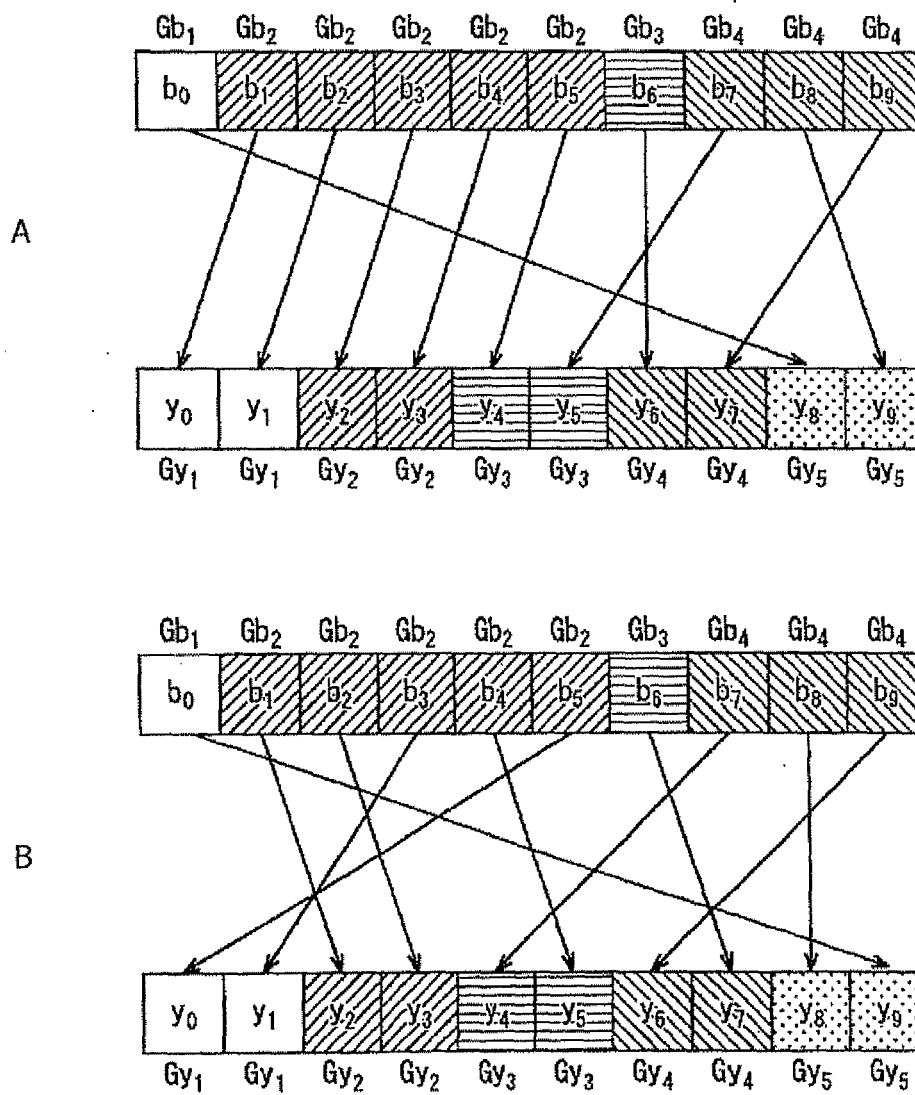 Gb₁ Gb₂ Gb₂ Gb₂ Gb₂ Gb₂ Gb₃ Gb₄ Gb₄ Gb₄
b₀ b₁ b₂ b₃ b₄ b₅ b₆ b₇ b₈ b₉
A
y₀ y₁ y₂ y₃ y₄ y₅ y₆ y₇ y₈ y₉
Gy₁ Gy₁ Gy₂ Gy₂ Gy₃ Gy₃ Gy₄ Gy₄ Gy₅ Gy₅
Gb₁ Gb₂ Gb₂ Gb₂ Gb₂ Gb₂ Gb₃ Gb₄ Gb₄ Gb₄
b₀ b₁ b₂ b₃ b₄ b₅ b₆ b₇ b₈ b₉
B
y₀ y₁ y₂ y₃ y₄ y₅ y₆ y₇ y₈ y₉
Gy₁ Gy₁ Gy₂ Gy₂ Gy₃ Gy₃ Gy₄ Gy₄ Gy₅ Gy₅